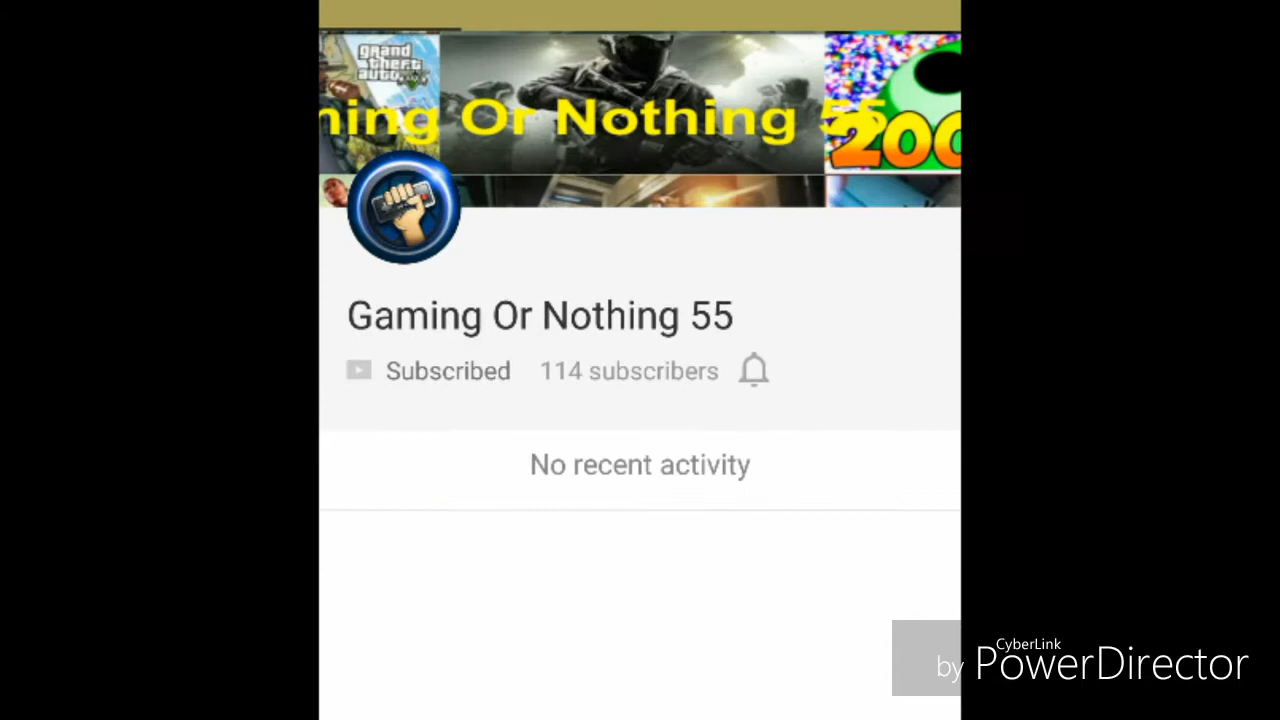 grand
theft
auto V
ning Or Nothing 55
200
Gaming Or Nothing 55
Subscribed 114 subscribers
No recent activity
CyberLink
by PowerDirector